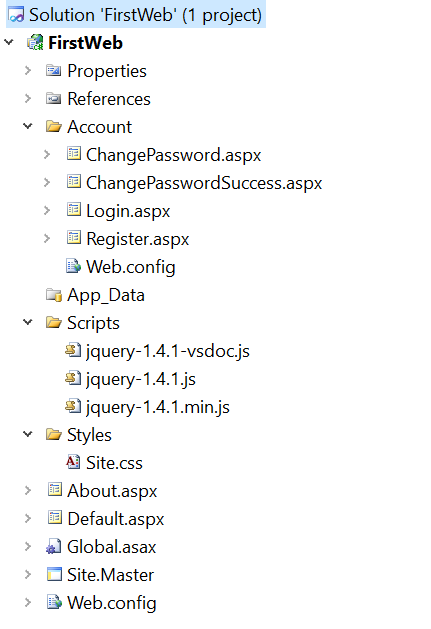 Solution 'FirstWeb' (1 project)
FirstWeb
Properties
References
Account
ChangePassword.aspx
ChangePasswordSuccess.aspx
Login.aspx
Register.aspx
Web.config
App_Data
Scripts
jquery-1.4.1-vsdoc.js
jquery-1.4.1.js
jquery-1.4.1.min.js
Styles
Site.css
About.aspx
Default.aspx
Global.asax
Site.Master
Web.config